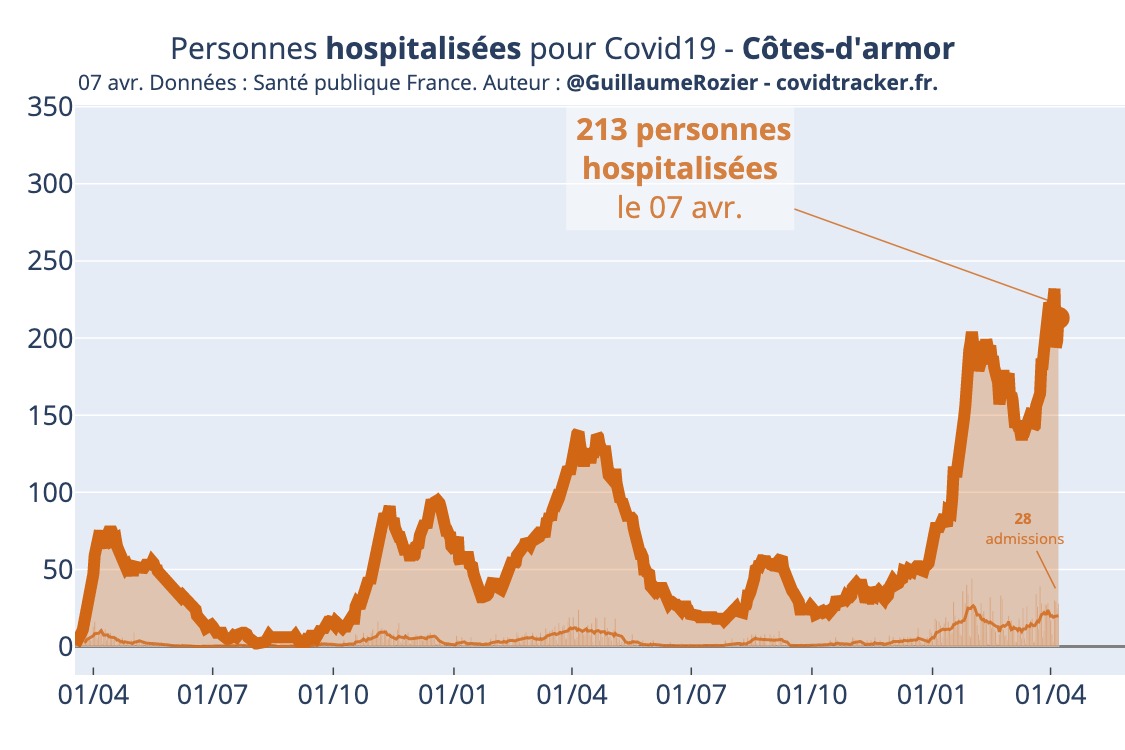 Personnes hospitalisées pour Covid19 - Côtes-d'armor
07 avr. Données : Santé publique France. Auteur : @GuillaumeRozier - covidtracker.fr.
350
213 personnes
hospitalisées
le 07 avr.
300
250
200
150
100
28
admissions
50
0
01/04 01/07 01/10 01/01 01/04 01/07 01/10 01/01 01/04